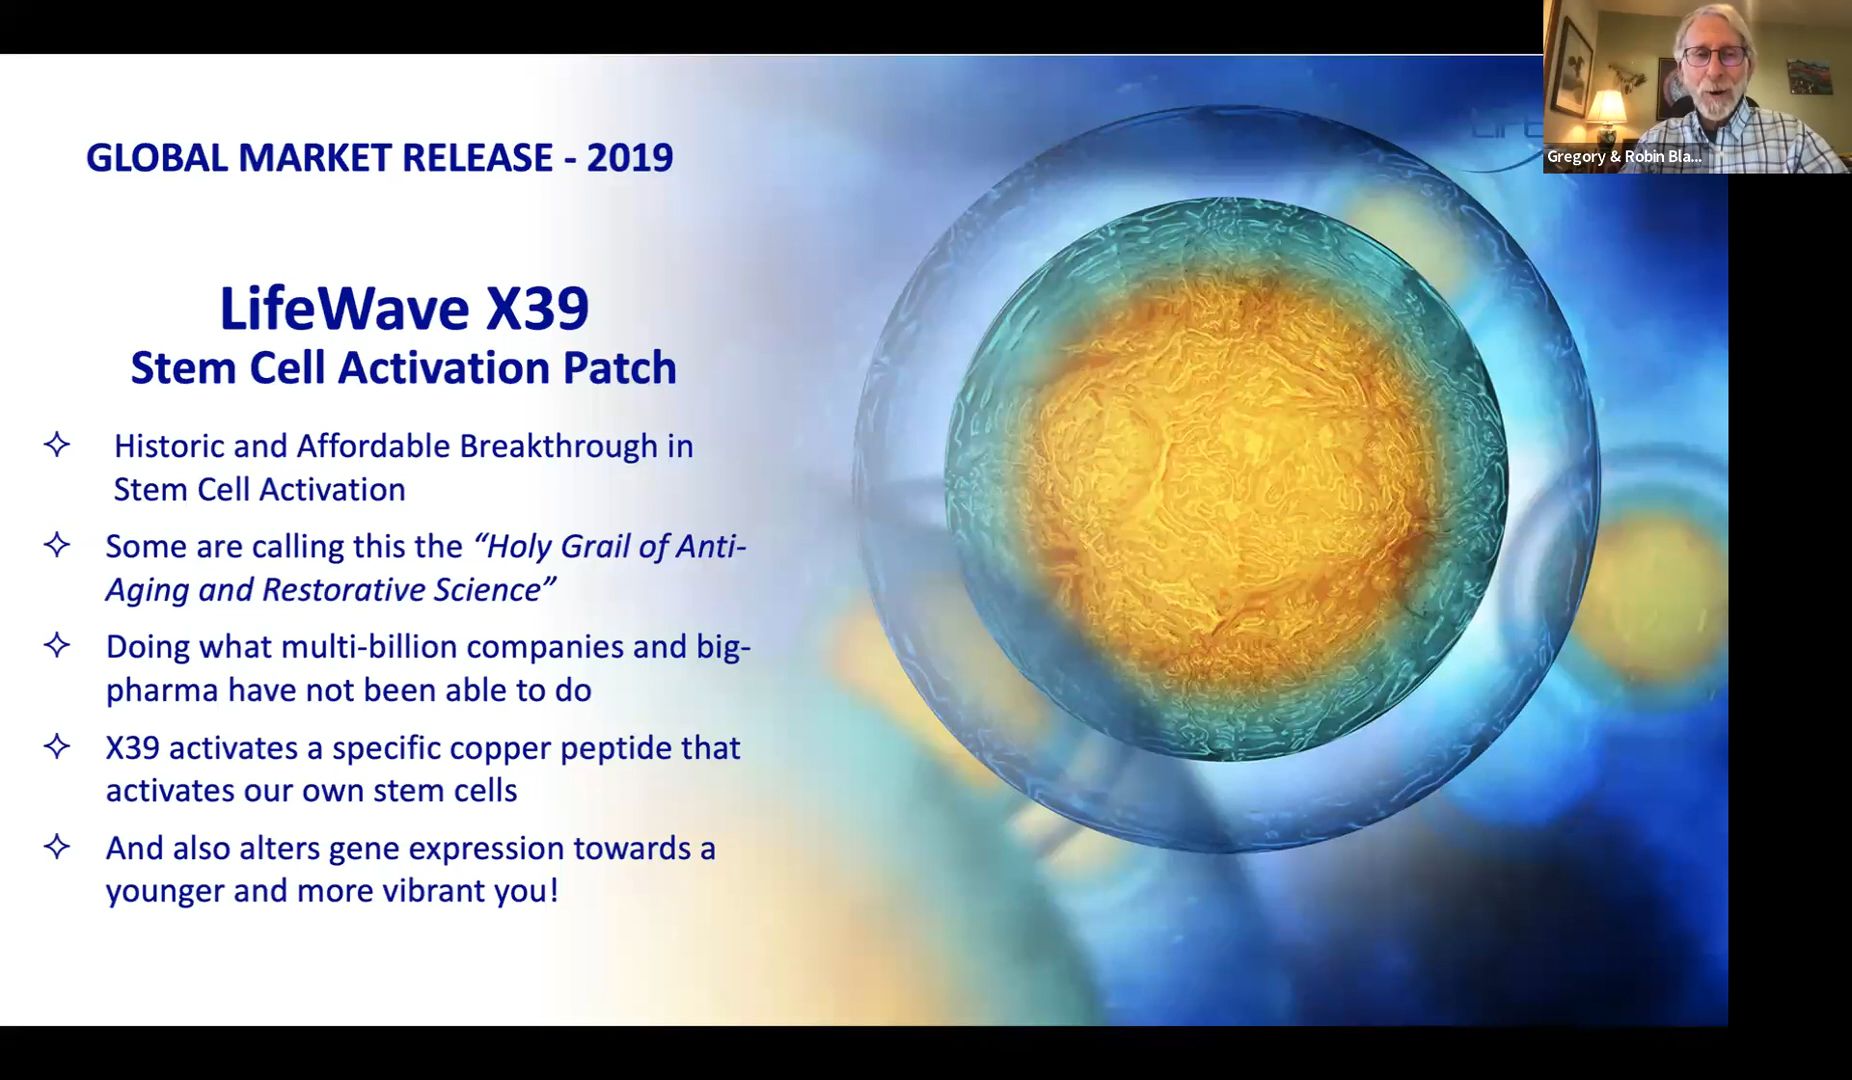 GLOBAL MARKET RELEASE - 2019
LifeWave X39
Stem Cell Activation Patch
Historic and Affordable Breakthrough in
Stem Cell Activation
Some are calling this the “Holy Grail of Anti-
Aging and Restorative Science”
Doing what multi-billion companies and big-
pharma have not been able to do
X39 activates a specific copper peptide that
activates our own stem cells
And also alters gene expression towards a
younger and more vibrant you!
Gregory & Robin Bla...